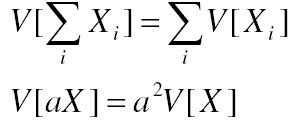 V[∑ᵢ Xᵢ] = ∑ᵢ V[Xᵢ]
V[aX] = a²V[X]